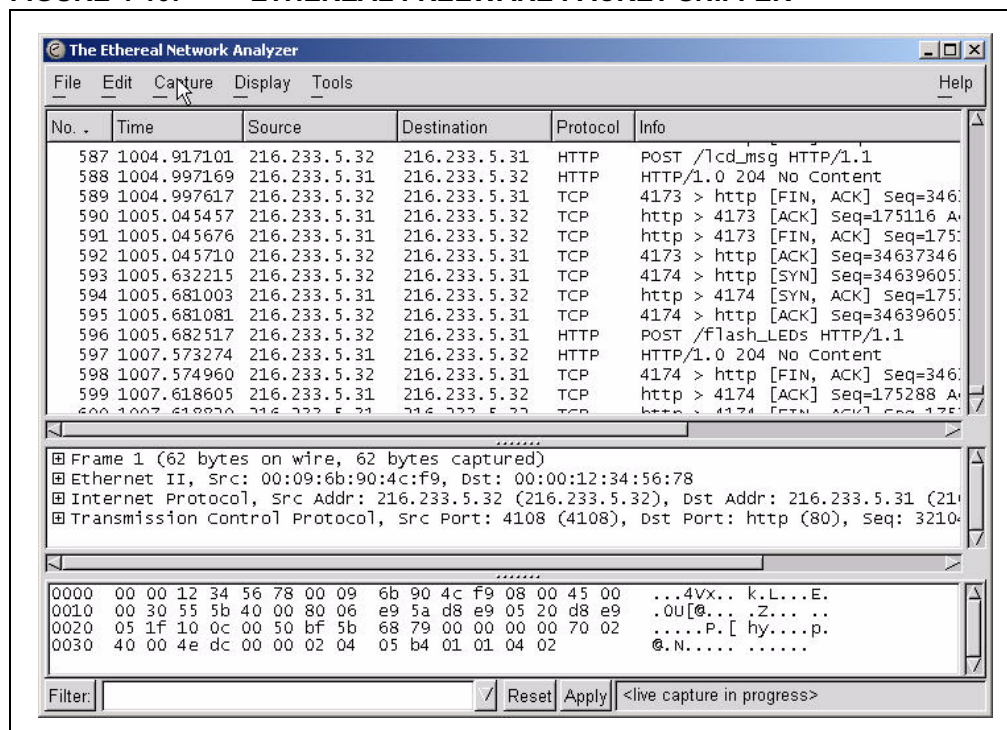 FIGURE ETHEREAL FREEWARE PACKET SNIFFER
The Ethereal Network Analyzer
File Edit Capture Display Tools Help
No. Time Source Destination Protocol Info
587 1004.917101 216.233.5.32 216.233.5.31 HTTP POST /lcd_msg HTTP/1.1
588 1004.997169 216.233.5.31 216.233.5.32 HTTP HTTP/1.0 204 No Content
589 1004.997617 216.233.5.32 216.233.5.31 TCP 4173 > http [FIN, ACK] Seq=346
590 1005.045457 216.233.5.31 216.233.5.32 TCP http > 4173 [ACK] Seq=175116 A
591 1005.045676 216.233.5.31 216.233.5.32 TCP http > 4173 [FIN, ACK] Seq=175
592 1005.045710 216.233.5.32 216.233.5.31 TCP 4173 > http [ACK] Seq=34637346
593 1005.632215 216.233.5.32 216.233.5.31 TCP 4174 > http [SYN] Seq=34639605
594 1005.681003 216.233.5.31 216.233.5.32 TCP http > 4174 [SYN, ACK] Seq=175
595 1005.681081 216.233.5.32 216.233.5.31 TCP 4174 > http [ACK] Seq=34639605
596 1005.682517 216.233.5.32 216.233.5.31 HTTP POST /flash_LEDs HTTP/1.1
597 1007.573274 216.233.5.31 216.233.5.32 HTTP HTTP/1.0 204 No Content
598 1007.574960 216.233.5.32 216.233.5.31 TCP 4174 > http [FIN, ACK] Seq=346
599 1007.618605 216.233.5.31 216.233.5.32 TCP http > 4174 [ACK] Seq=175288 A
Frame 1 (62 bytes on wire, 62 bytes captured)
Ethernet II, Src: 00:09:6b:90:4c:f9, Dst: 00:00:12:34:56:78
Internet Protocol, Src Addr: 216.233.5.32 (216.233.5.32), Dst Addr: 216.233.5.31 (21
Transmission Control Protocol, Src Port: 4108 (4108), Dst Port: http (80), Seq: 3210
0000 00 00 12 34 56 78 00 09 6b 90 4c f9 08 00 45 00 ...4Vx.. k.L...E.
0010 00 30 55 5b 40 00 80 06 e9 5a d8 e9 05 20 d8 e9 .0U[@... .Z... ..
0020 05 1f 10 0c 00 50 bf 5b 68 79 00 00 00 00 70 02 .....P.[ hy....p.
0030 40 00 4e dc 00 00 02 04 05 b4 01 01 04 02 @.N..... ......
Filter: Reset Apply <live capture in progress>